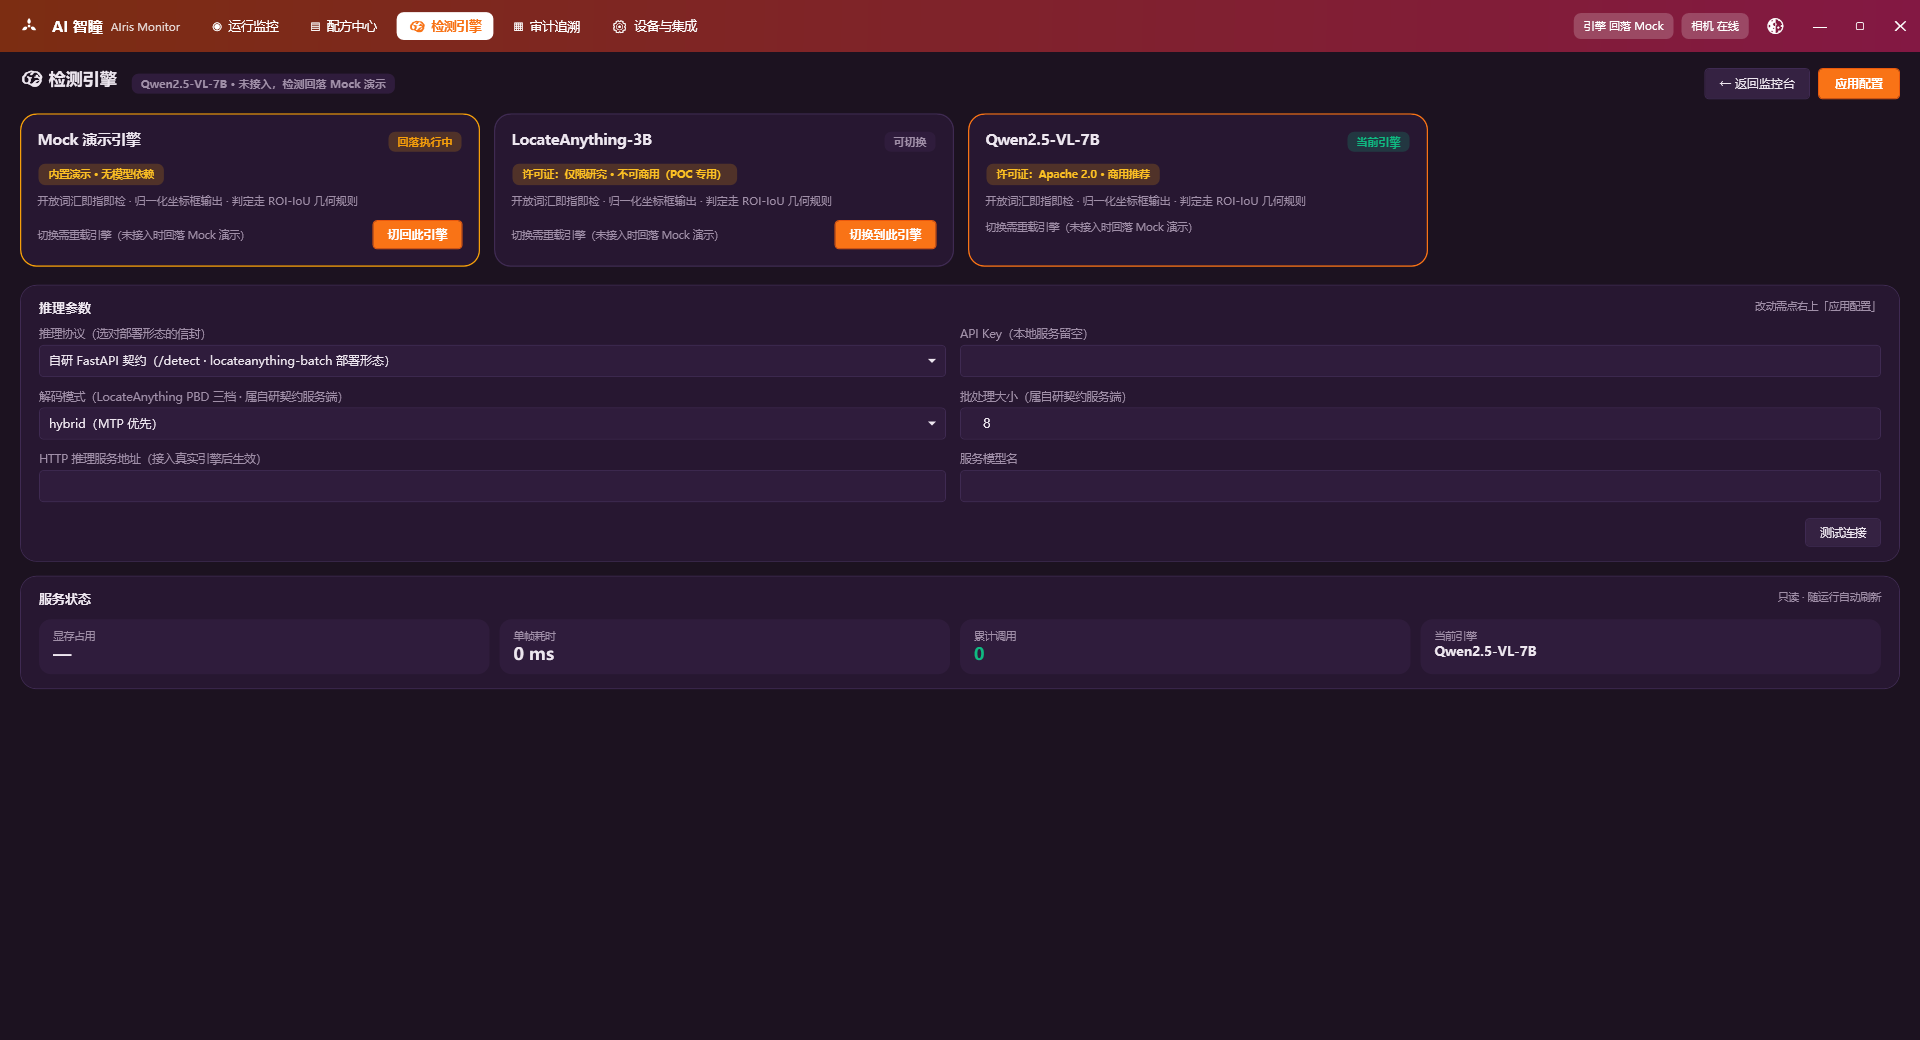 AI 智瞳 AIris Monitor 运行监控 配方中心 检测引擎 审计追溯 设备与集成 引擎 回落 Mock 相机 在线
检测引擎 Qwen2.5-VL-7B • 未接入，检测回落 Mock 演示 ← 返回监控台 应用配置
Mock 演示引擎 回落执行中
内置演示 • 无模型依赖
开放词汇即指即检 · 归一化坐标框输出 · 判定走 ROI-IoU 几何规则
切换需重载引擎（未接入时回落 Mock 演示） 切回此引擎
LocateAnything-3B 可切换
许可证：仅限研究 • 不可商用（POC 专用）
开放词汇即指即检 · 归一化坐标框输出 · 判定走 ROI-IoU 几何规则
切换需重载引擎（未接入时回落 Mock 演示） 切换到此引擎
Qwen2.5-VL-7B 当前引擎
许可证：Apache 2.0 • 商用推荐
开放词汇即指即检 · 归一化坐标框输出 · 判定走 ROI-IoU 几何规则
切换需重载引擎（未接入时回落 Mock 演示）
推理参数 改动需点右上「应用配置」
推理协议（选对部署形态的信封） API Key（本地服务留空）
自研 FastAPI 契约（/detect · locateanything-batch 部署形态）
解码模式（LocateAnything PBD 三档 · 属自研契约服务端） 批处理大小（属自研契约服务端）
hybrid（MTP 优先） 8
HTTP 推理服务地址（接入真实引擎后生效） 服务模型名
测试连接
服务状态 只读 · 随运行自动刷新
显存占用 单帧耗时 累计调用 当前引擎
— 0 ms 0 Qwen2.5-VL-7B